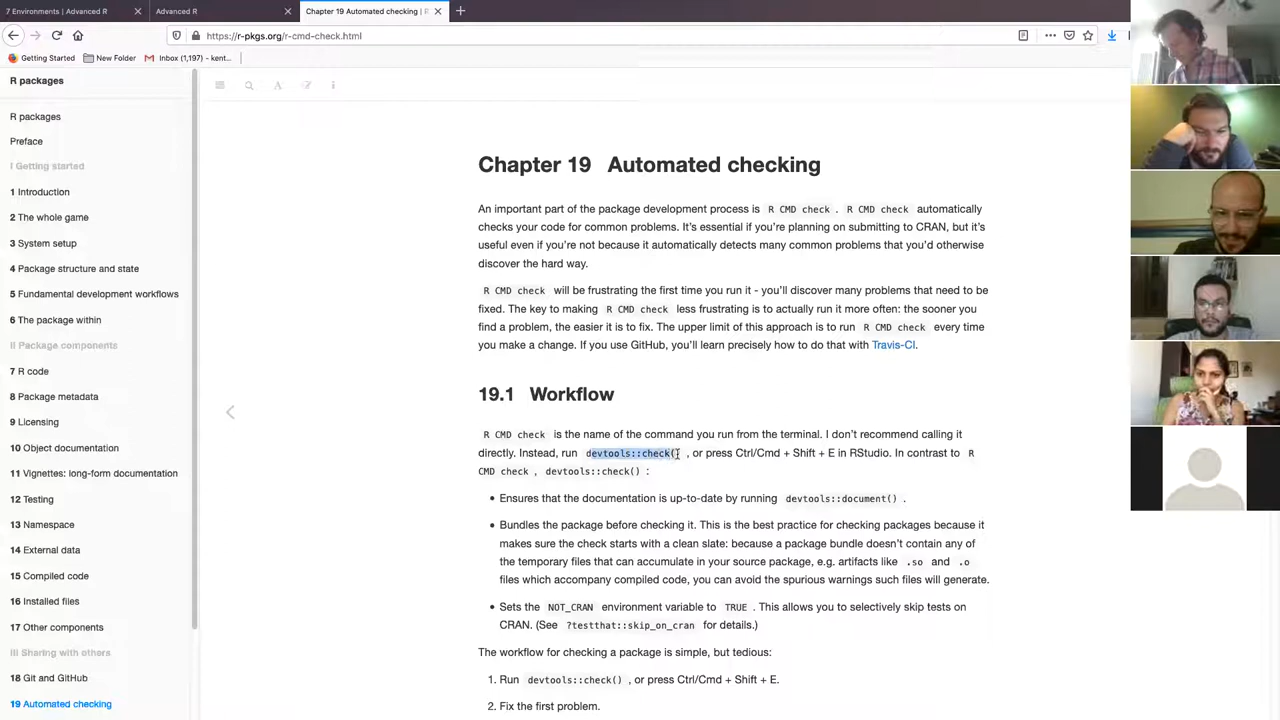 7 Environments | Advanced R
Advanced R
Chapter 19 Automated checking | R
https://r-pkgs.org/r-cmd-check.html
Getting Started
New Folder
Inbox (1,197) - kent...
R packages
R packages
Preface
I Getting started
1 Introduction
2 The whole game
3 System setup
4 Package structure and state
5 Fundamental development workflows
6 The package within
II Package components
7 R code
8 Package metadata
9 Licensing
10 Object documentation
11 Vignettes: long-form documentation
12 Testing
13 Namespace
14 External data
15 Compiled code
16 Installed files
17 Other components
III Sharing with others
18 Git and GitHub
19 Automated checking
Chapter 19 Automated checking
An important part of the package development process is R CMD check . R CMD check automatically
checks your code for common problems. It's essential if you're planning on submitting to CRAN, but it's
useful even if you're not because it automatically detects many common problems that you'd otherwise
discover the hard way.
R CMD check will be frustrating the first time you run it - you'll discover many problems that need to be
fixed. The key to making R CMD check less frustrating is to actually run it more often: the sooner you
find a problem, the easier it is to fix. The upper limit of this approach is to run R CMD check every time
you make a change. If you use GitHub, you'll learn precisely how to do that with Travis-CI.
19.1 Workflow
R CMD check is the name of the command you run from the terminal. I don't recommend calling it
directly. Instead, run devtools::check() , or press Ctrl/Cmd + Shift + E in RStudio. In contrast to R
CMD check , devtools::check() :
• Ensures that the documentation is up-to-date by running devtools::document() .
• Bundles the package before checking it. This is the best practice for checking packages because it
makes sure the check starts with a clean slate: because a package bundle doesn't contain any of
the temporary files that can accumulate in your source package, e.g. artifacts like .so and .o
files which accompany compiled code, you can avoid the spurious warnings such files will generate.
• Sets the NOT_CRAN environment variable to TRUE . This allows you to selectively skip tests on
CRAN. (See ?testthat::skip_on_cran for details.)
The workflow for checking a package is simple, but tedious:
1. Run devtools::check() , or press Ctrl/Cmd + Shift + E.
2. Fix the first problem.